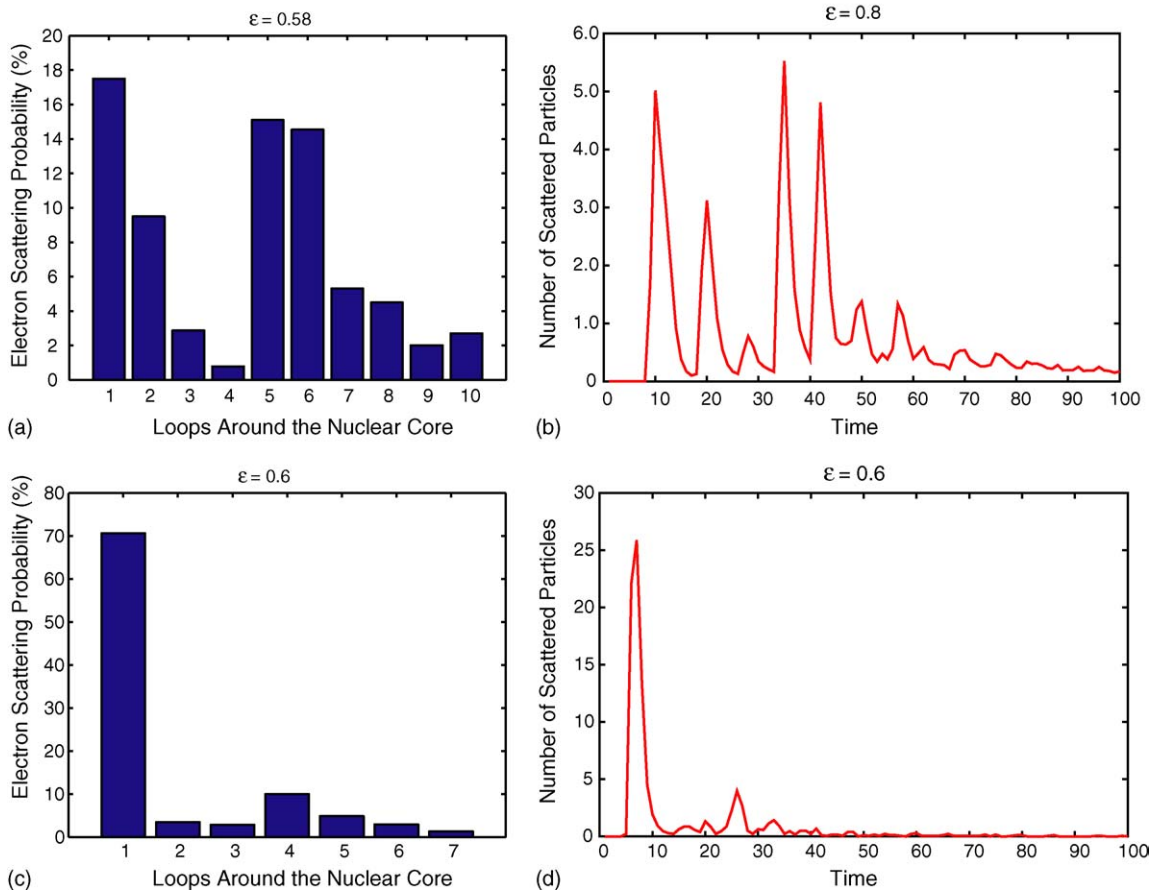 ε = 0.58
Electron Scattering Probability (%)
20
18
16
14
12
10
8
6
4
2
0
1 2 3 4 5 6 7 8 9 10
(a) Loops Around the Nuclear Core
ε = 0.8
Number of Scattered Particles
6.0
5.0
4.0
3.0
2.0
1.0
0
0 10 20 30 40 50 60 70 80 90 100
(b) Time
ε = 0.6
Electron Scattering Probability (%)
80
70
60
50
40
30
20
10
0
1 2 3 4 5 6 7
(c) Loops Around the Nuclear Core
ε = 0.6
Number of Scattered Particles
30
25
20
15
10
5
0
0 10 20 30 40 50 60 70 80 90 100
(d) Time